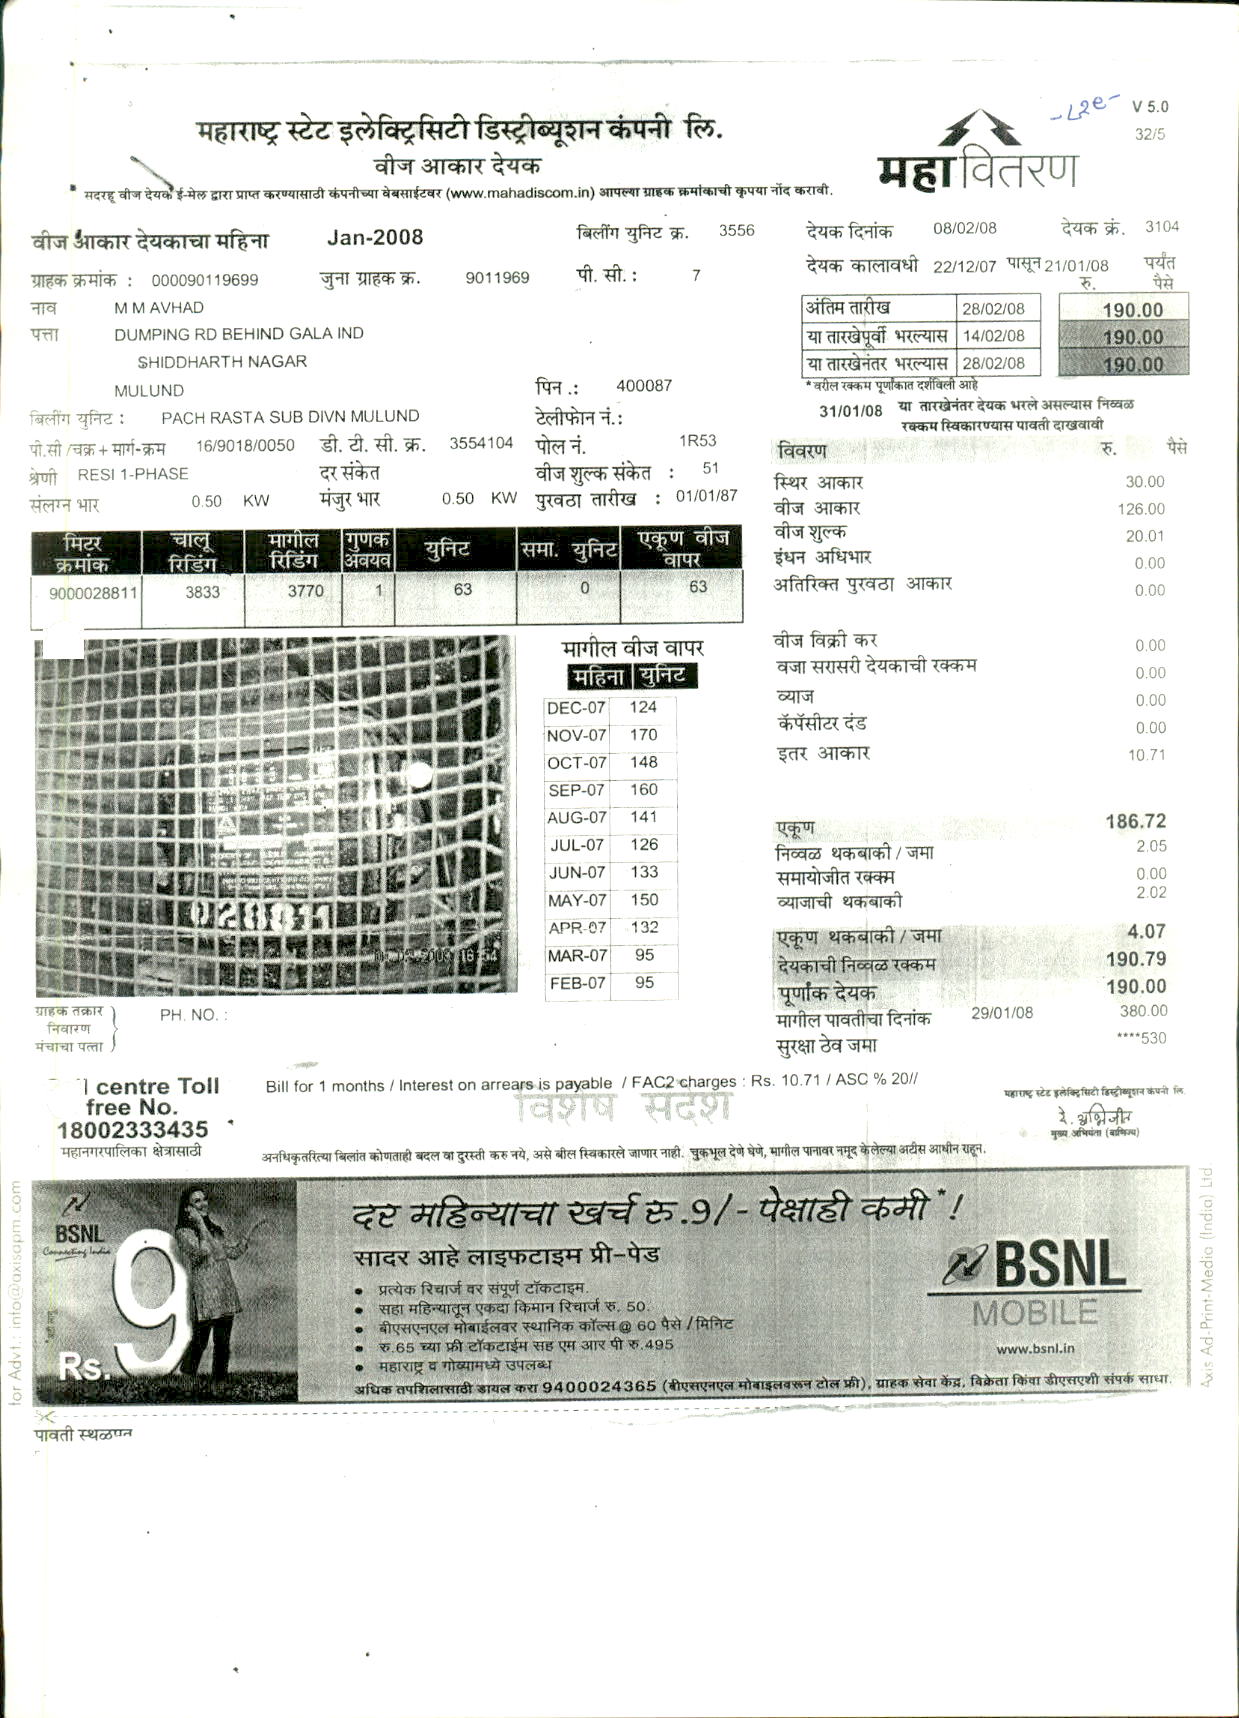 V 5.0
32/5
महाराष्ट्र स्टेट इलेक्ट्रिसिटी डिस्ट्रीब्यूशन कंपनी लि.
वीज आकार देयक
महावितरण
सदरहू वीज देयक ई-मेल द्वारा प्राप्त करण्यासाठी कंपनीच्या वेबसाईटवर (www.mahadiscom.in) आपल्या ग्राहक क्रमांकाची कृपया नोंद करावी.
वीज आकार देयकाचा महिना Jan-2008 बिलींग युनिट क्र. 3556
देयक दिनांक 08/02/08 देयक क्रं. 3104
ग्राहक क्रमांक : 000090119699 जुना ग्राहक क्र. 9011969 पी. सी. : 7
देयक कालावधी 22/12/07 पासून 21/01/08 पर्यंत
रु. पैसे
नाव M M AVHAD
पत्ता DUMPING RD BEHIND GALA IND
SHIDDHARTH NAGAR
MULUND पिन .: 400087
अंतिम तारीख 28/02/08 190.00
या तारखेपूर्वी भरल्यास 14/02/08 190.00
या तारखेनंतर भरल्यास 28/02/08 190.00
* वरील रक्कम पूर्णांकात दर्शविली आहे
31/01/08 या तारखेनंतर देयक भरले असल्यास निव्वळ
रक्कम स्विकारण्यास पावती दाखवावी
बिलींग युनिट : PACH RASTA SUB DIVN MULUND टेलीफोन नं.:
पी.सी /चक्र + मार्ग-क्रम 16/9018/0050 डी. टी. सी. क्र. 3554104 पोल नं. 1R53
श्रेणी RESI 1-PHASE दर संकेत वीज शुल्क संकेत : 51
संलग्न भार 0.50 KW मंजुर भार 0.50 KW पुरवठा तारीख : 01/01/87
मिटर क्रमांक चालू रिडिंग मागील रिडिंग गुणक अवयव युनिट समा. युनिट एकूण वीज वापर
9000028811 3833 3770 1 63 0 63
विवरण रु. पैसे
स्थिर आकार 30.00
वीज आकार 126.00
वीज शुल्क 20.01
इंधन अधिभार 0.00
अतिरिक्त पुरवठा आकार 0.00
वीज विक्री कर 0.00
वजा सरासरी देयकाची रक्कम 0.00
व्याज 0.00
कॅपॅसीटर दंड 0.00
इतर आकार 10.71
एकूण 186.72
निव्वळ थकबाकी / जमा 2.05
समायोजीत रक्कम 0.00
व्याजाची थकबाकी 2.02
एकूण थकबाकी / जमा 4.07
देयकाची निव्वळ रक्कम 190.79
पूर्णांक देयक 190.00
मागील पावतीचा दिनांक 29/01/08 380.00
सुरक्षा ठेव जमा ****530
मागील वीज वापर
महिना युनिट
DEC-07 124
NOV-07 170
OCT-07 148
SEP-07 160
AUG-07 141
JUL-07 126
JUN-07 133
MAY-07 150
APR-07 132
MAR-07 95
FEB-07 95
028811
ग्राहक तक्रार
निवारण
मंचाचा पत्ता
PH. NO. :
centre Toll
free No.
18002333435
महानगरपालिका क्षेत्रासाठी
Bill for 1 months / Interest on arrears is payable / FAC2 charges : Rs. 10.71 / ASC % 20//
विशेष संदेश
महाराष्ट्र स्टेट इलेक्ट्रिसिटी डिस्ट्रिब्युशन कंपनी लि.
मुख्य अभियंता (वाणिज्य)
अनधिकृतरित्या बिलांत कोणताही बदल वा दुरस्ती करु नये, असे बील स्विकारले जाणार नाही. चुकभूल देणे घेणे, मागील पानावर नमूद केलेल्या अटीस आधीन राहून.
BSNL
Connecting India
Rs. 9
दर महिन्याचा खर्च रु.9/- पेक्षाही कमी*!
सादर आहे लाइफटाइम प्री-पेड
• प्रत्येक रिचार्ज वर संपूर्ण टॉकटाइम.
• सहा महिन्यातून एकदा किमान रिचार्ज रु. 50.
• बीएसएनएल मोबाईलवर स्थानिक कॉल्स @ 60 पैसे / मिनिट
• रु.65 च्या फ्री टॉकटाईम सह एम आर पी रु.495
• महाराष्ट्र व गोव्यामध्ये उपलब्ध
अधिक तपशिलासाठी डायल करा 9400024365 (बीएसएनएल मोबाइलवरून टोल फ्री), ग्राहक सेवा केंद्र, विक्रेता किंवा डीएसएशी संपर्क साधा.
BSNL
MOBILE
www.bsnl.in
for Advt.: info@axisapm.com
Axis Ad-Print-Media (India) Ltd.
पावती स्थळप्रत